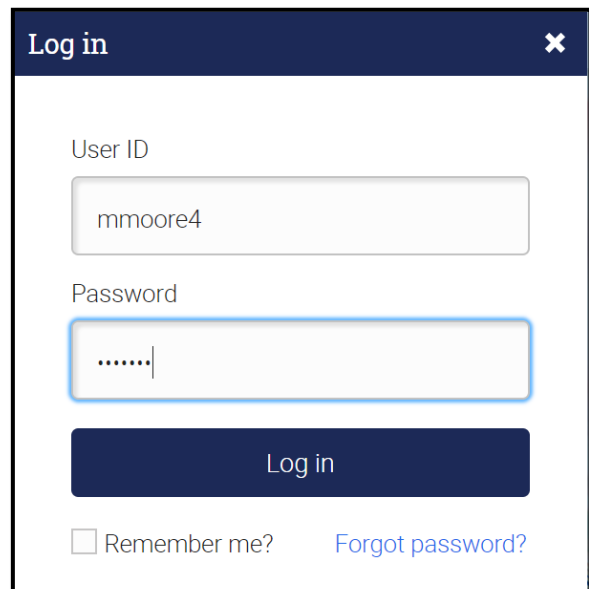 Log in
User ID
mmoore4
Password
•••••••
Log in
Remember me? Forgot password?